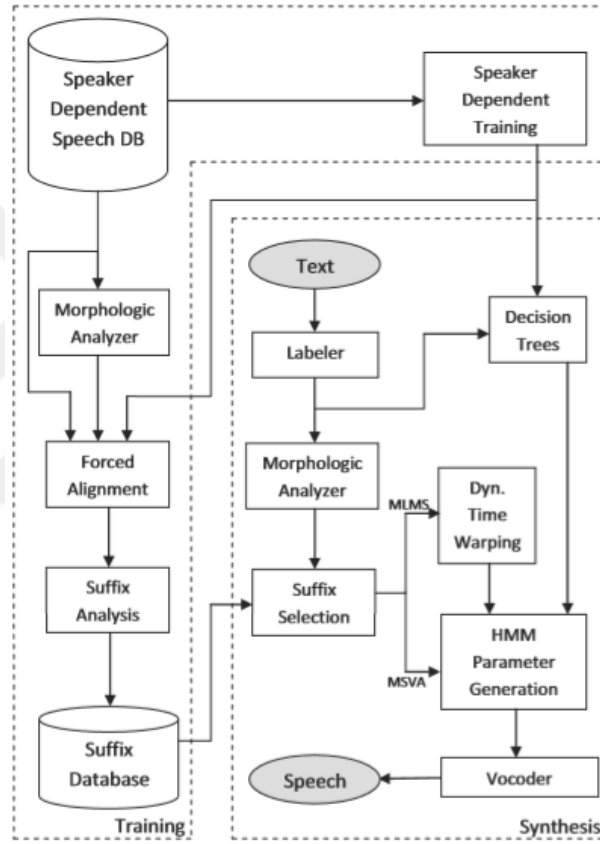 Speaker
Dependent
Speech DB
Speaker
Dependent
Training
Text
Morphologic
Analyzer
Labeler
Decision
Trees
Forced
Alignment
Morphologic
Analyzer
MLMS
Dyn.
Time
Warping
Suffix
Analysis
Suffix
Selection
MSVA
HMM
Parameter
Generation
Suffix
Database
Speech
Vocoder
Training
Synthesis